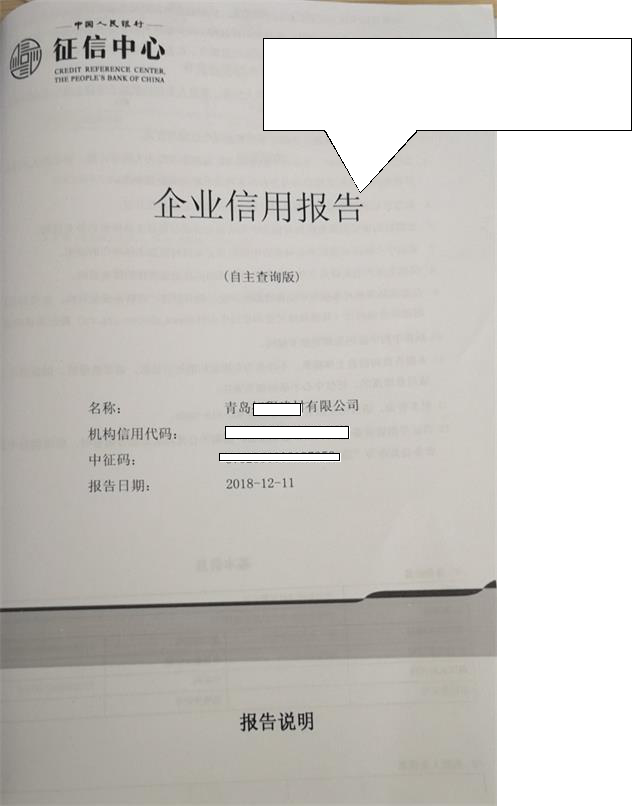 中国人民银行
征信中心
CREDIT REFERENCE CENTER,
THE PEOPLE'S BANK OF CHINA
企业信用报告
(自主查询版)
名称: 青岛 有限公司
机构信用代码:
中征码:
报告日期: 2018-12-11
报告说明